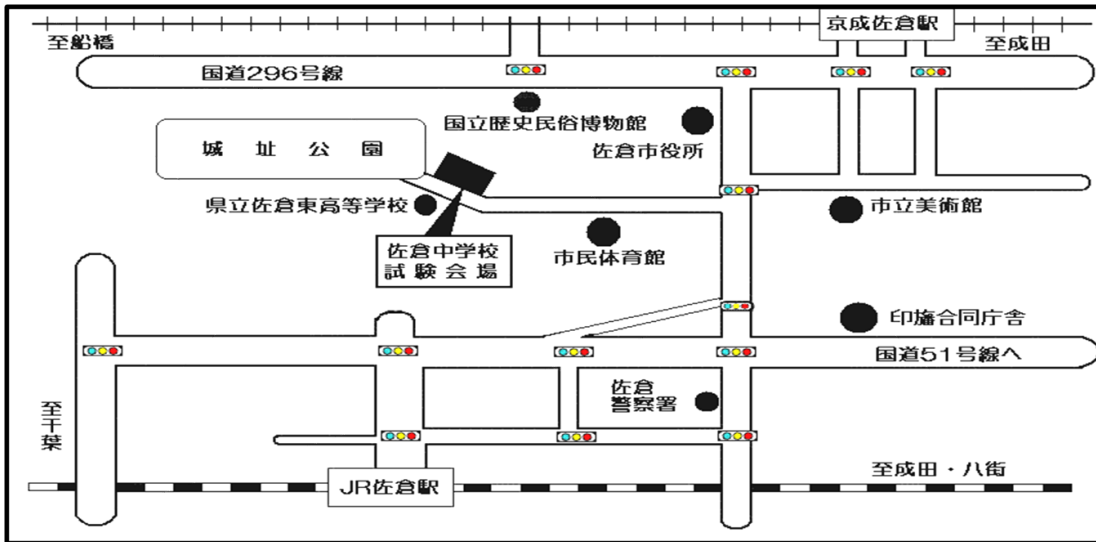 京成佐倉駅
至船橋
至成田
国道296号線
国立歴史民俗博物館
佐倉市役所
城址公園
県立佐倉東高等学校
市立美術館
佐倉中学校
試験会場
市民体育館
印旛合同庁舎
国道51号線へ
佐倉
警察署
至千葉
至成田・八街
JR佐倉駅